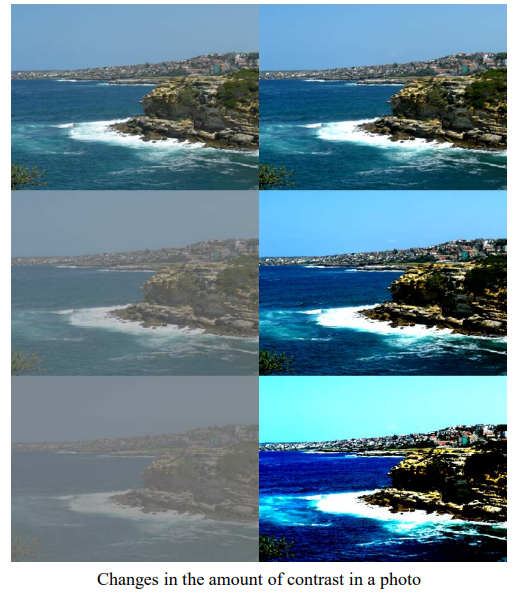 Changes in the amount of contrast in a photo